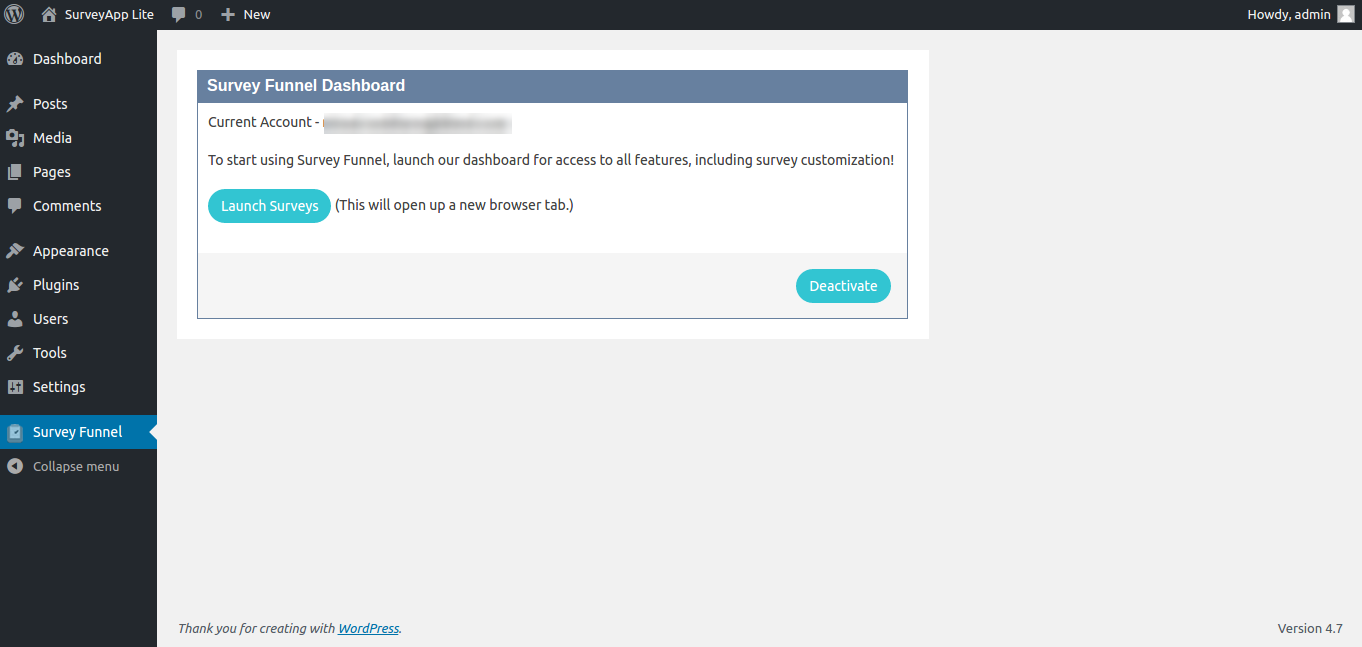 SurveyApp Lite
0
New
Howdy, admin
Dashboard
Posts
Media
Pages
Comments
Appearance
Plugins
Users
Tools
Settings
Survey Funnel
Collapse menu
Survey Funnel Dashboard
Current Account -
To start using Survey Funnel, launch our dashboard for access to all features, including survey customization!
Launch Surveys (This will open up a new browser tab.)
Deactivate
Thank you for creating with WordPress.
Version 4.7